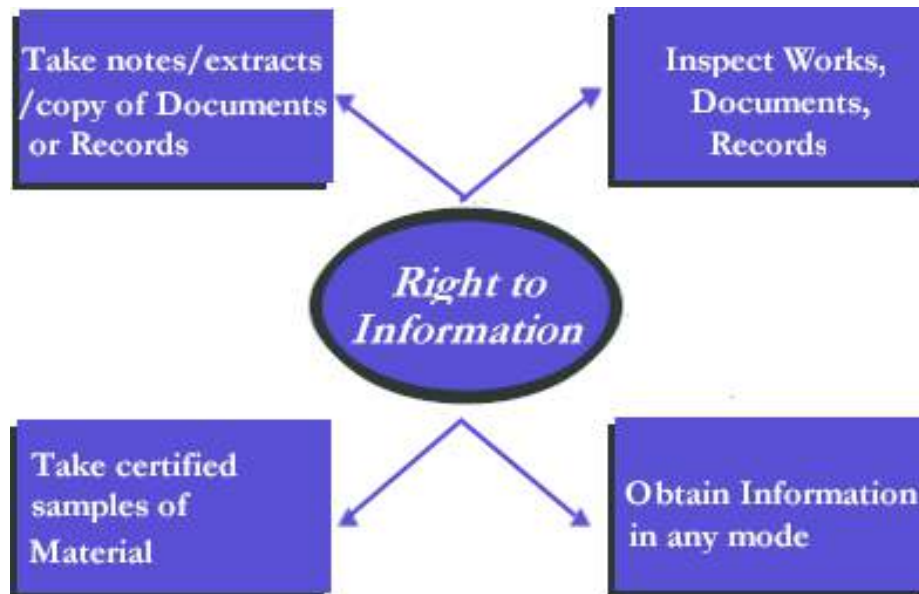 Take notes/extracts
/copy of Documents
or Records
Inspect Works,
Documents,
Records
Right to
Information
Take certified
samples of
Material
Obtain Information
in any mode